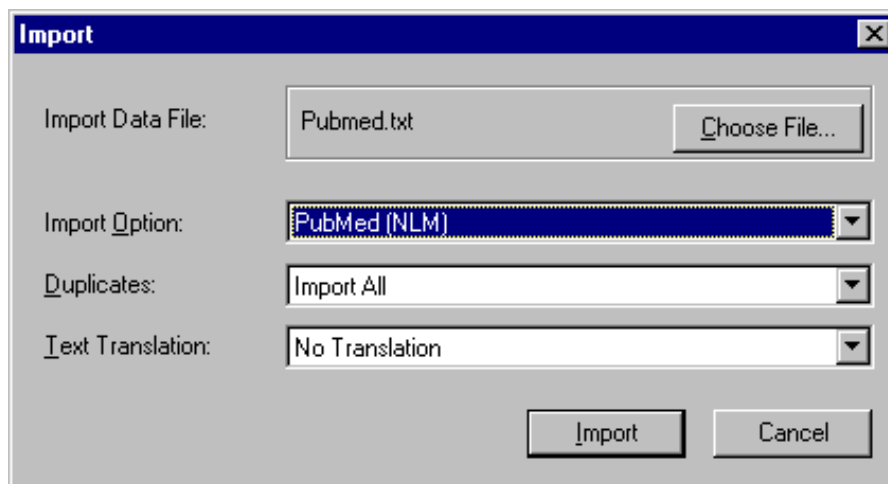 Import
Import Data File: Pubmed.txt Choose File...
Import Option: PubMed (NLM)
Duplicates: Import All
Text Translation: No Translation
Import Cancel